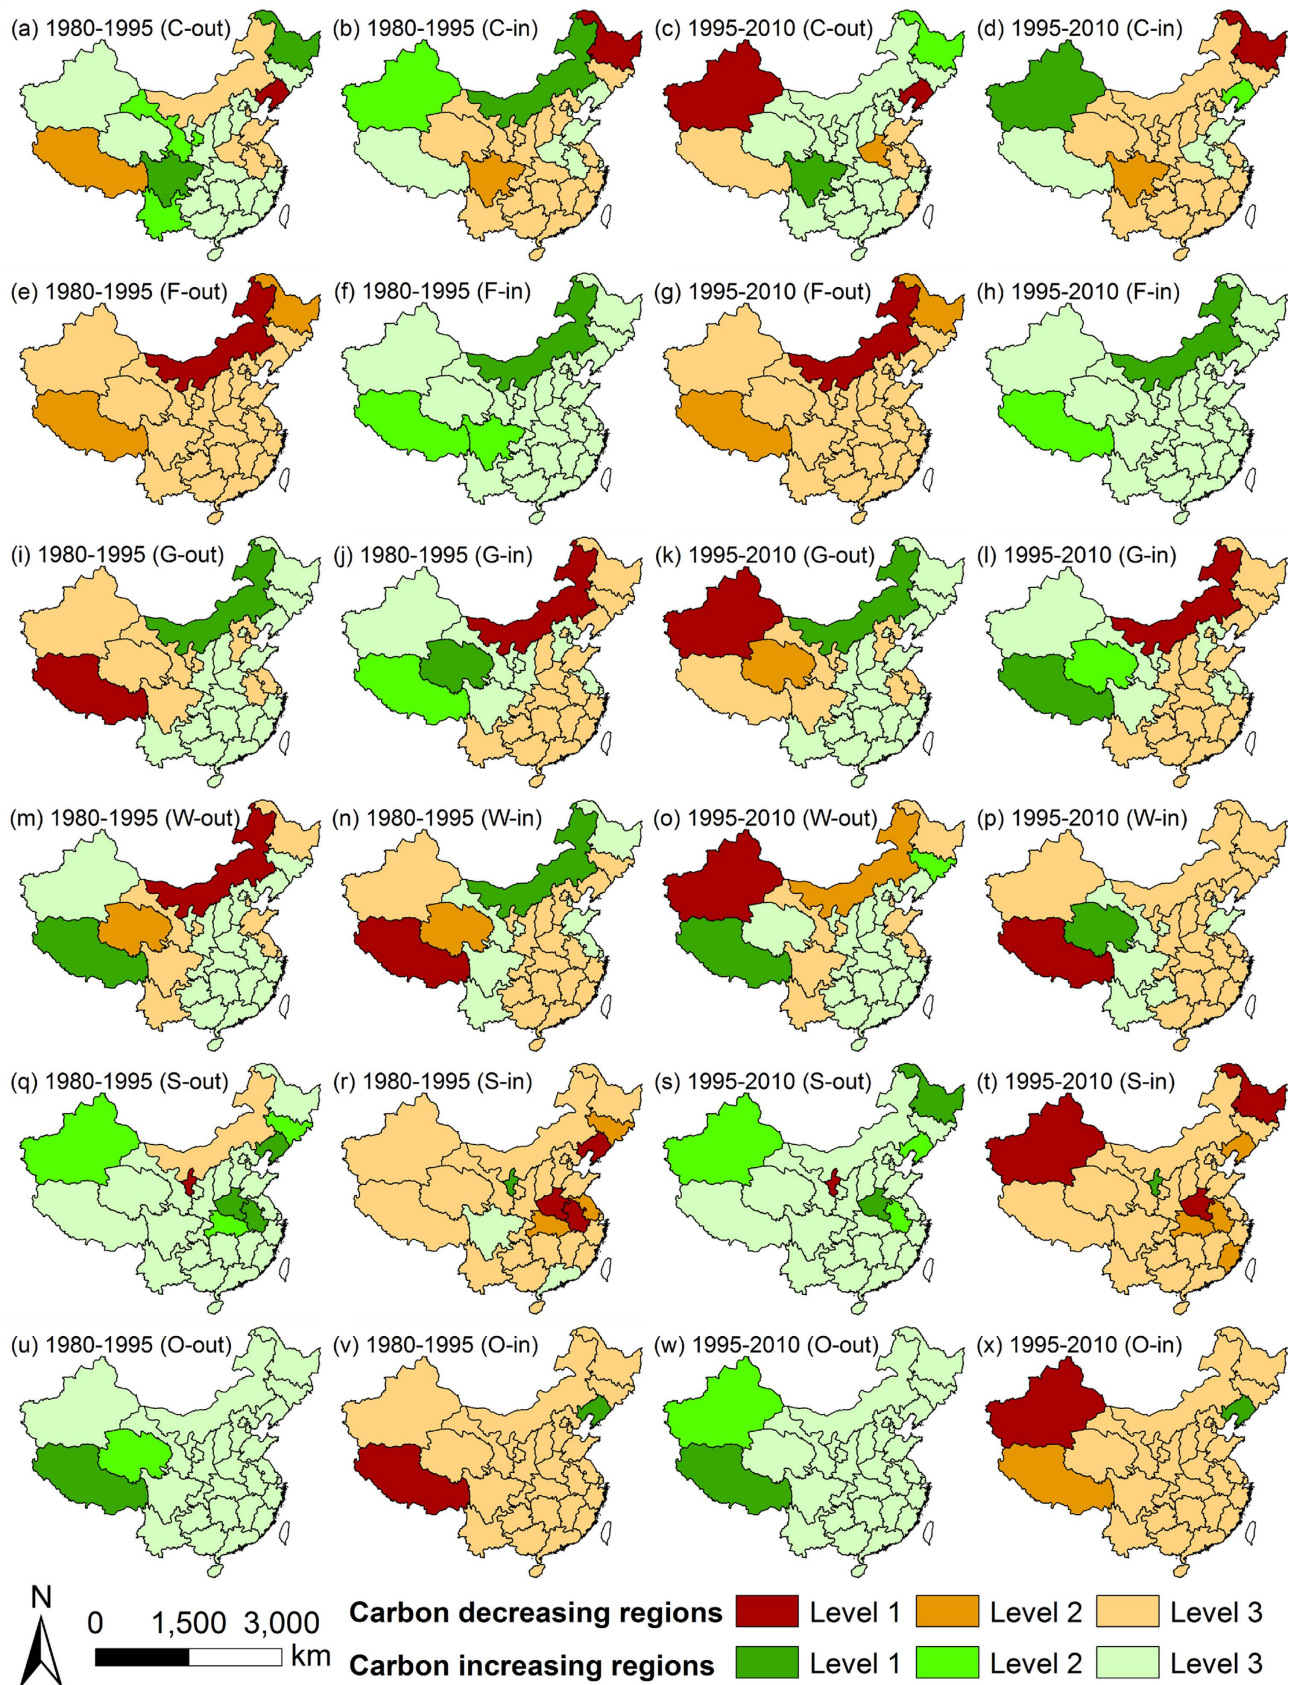 (a) 1980-1995 (C-out)
(b) 1980-1995 (C-in)
(c) 1995-2010 (C-out)
(d) 1995-2010 (C-in)
(e) 1980-1995 (F-out)
(f) 1980-1995 (F-in)
(g) 1995-2010 (F-out)
(h) 1995-2010 (F-in)
(i) 1980-1995 (G-out)
(j) 1980-1995 (G-in)
(k) 1995-2010 (G-out)
(l) 1995-2010 (G-in)
(m) 1980-1995 (W-out)
(n) 1980-1995 (W-in)
(o) 1995-2010 (W-out)
(p) 1995-2010 (W-in)
(q) 1980-1995 (S-out)
(r) 1980-1995 (S-in)
(s) 1995-2010 (S-out)
(t) 1995-2010 (S-in)
(u) 1980-1995 (O-out)
(v) 1980-1995 (O-in)
(w) 1995-2010 (O-out)
(x) 1995-2010 (O-in)
N
0 1,500 3,000
km
Carbon decreasing regions Level 1 Level 2 Level 3
Carbon increasing regions Level 1 Level 2 Level 3